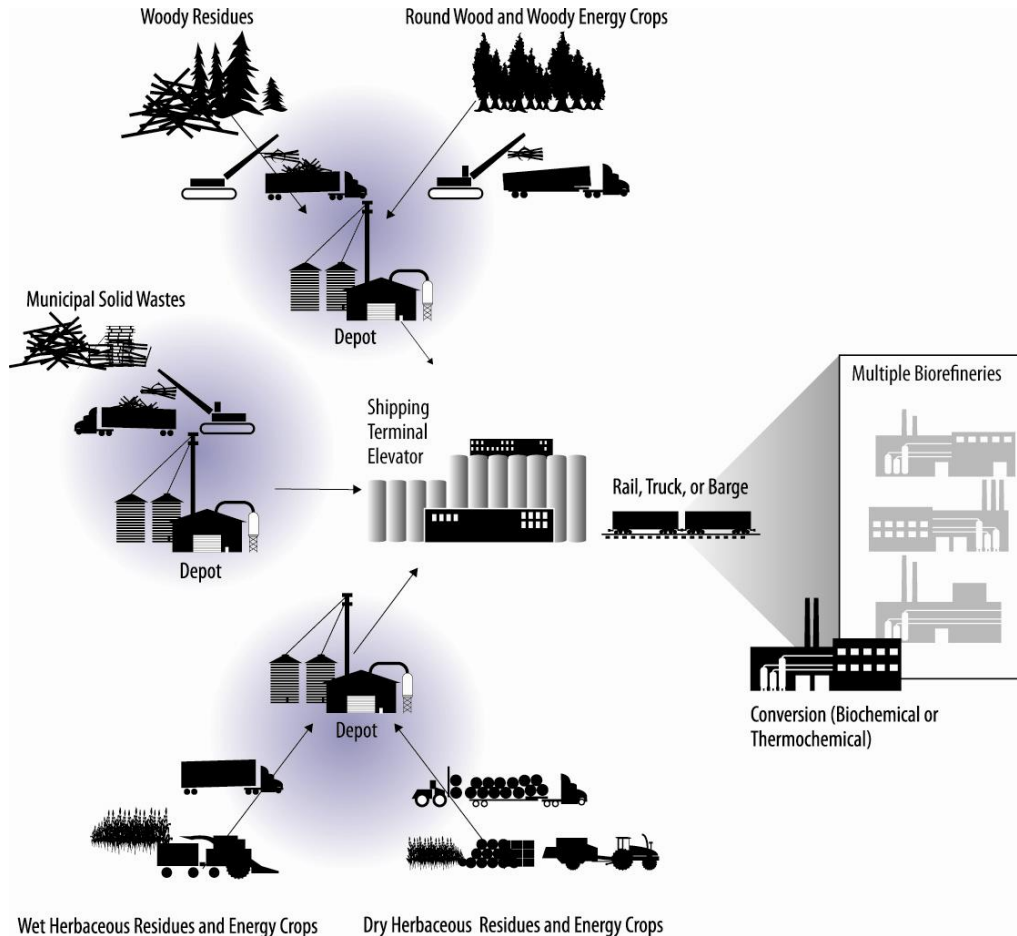 Woody Residues
Round Wood and Woody Energy Crops
Depot
Municipal Solid Wastes
Depot
Shipping
Terminal
Elevator
Rail, Truck, or Barge
Multiple Biorefineries
Conversion (Biochemical or
Thermochemical)
Depot
Wet Herbaceous Residues and Energy Crops
Dry Herbaceous Residues and Energy Crops